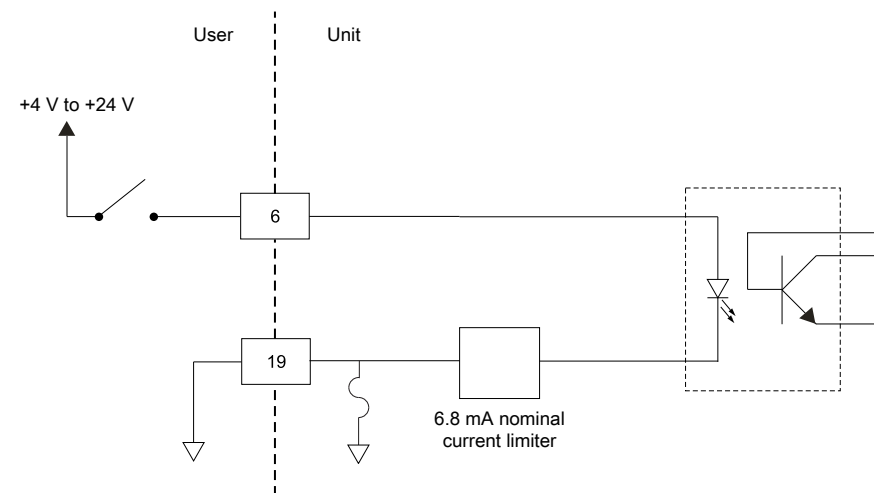 User
Unit
+4 V to +24 V
6
19
6.8 mA nominal
current limiter